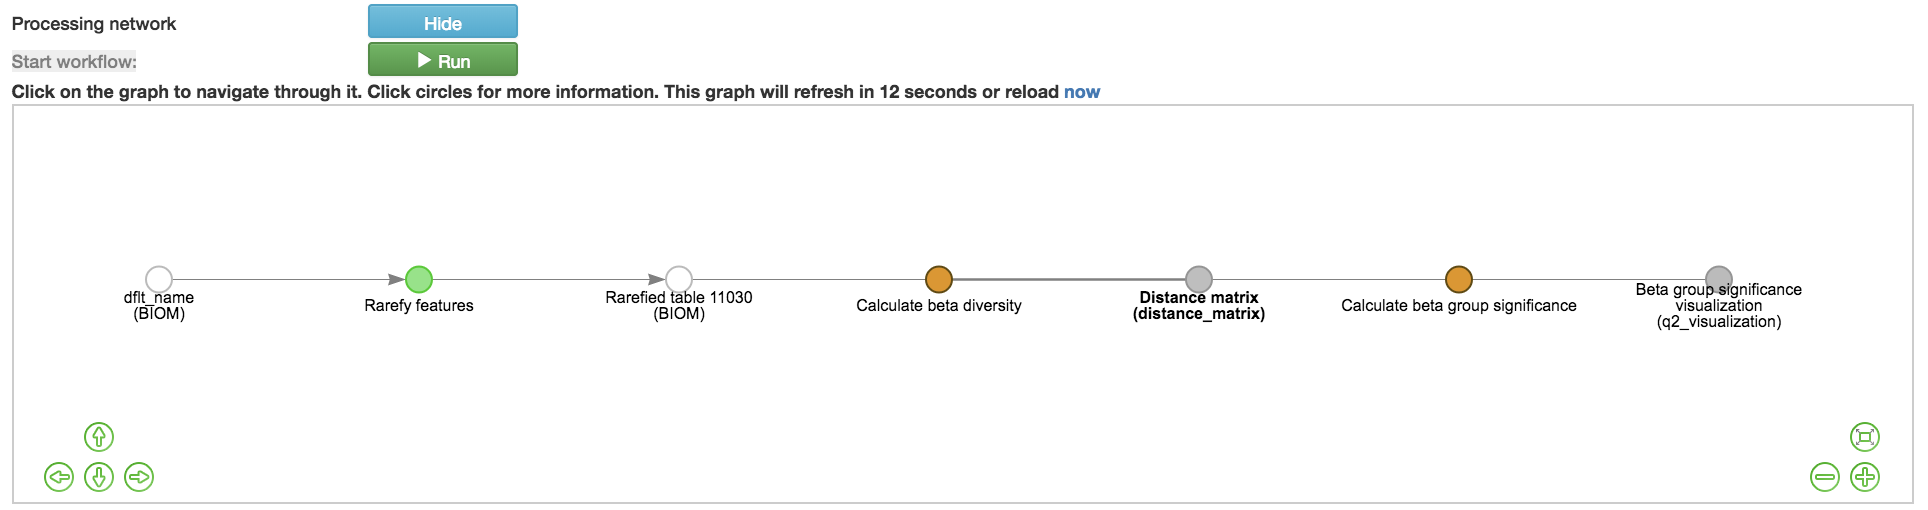 Processing network
Hide
Start workflow:
Run
Click on the graph to navigate through it. Click circles for more information. This graph will refresh in 12 seconds or reload now
dflt_name
(BIOM)
Rarefy features
Rarefied table 11030
(BIOM)
Calculate beta diversity
Distance matrix
(distance_matrix)
Calculate beta group significance
Beta group significance
visualization
(q2_visualization)